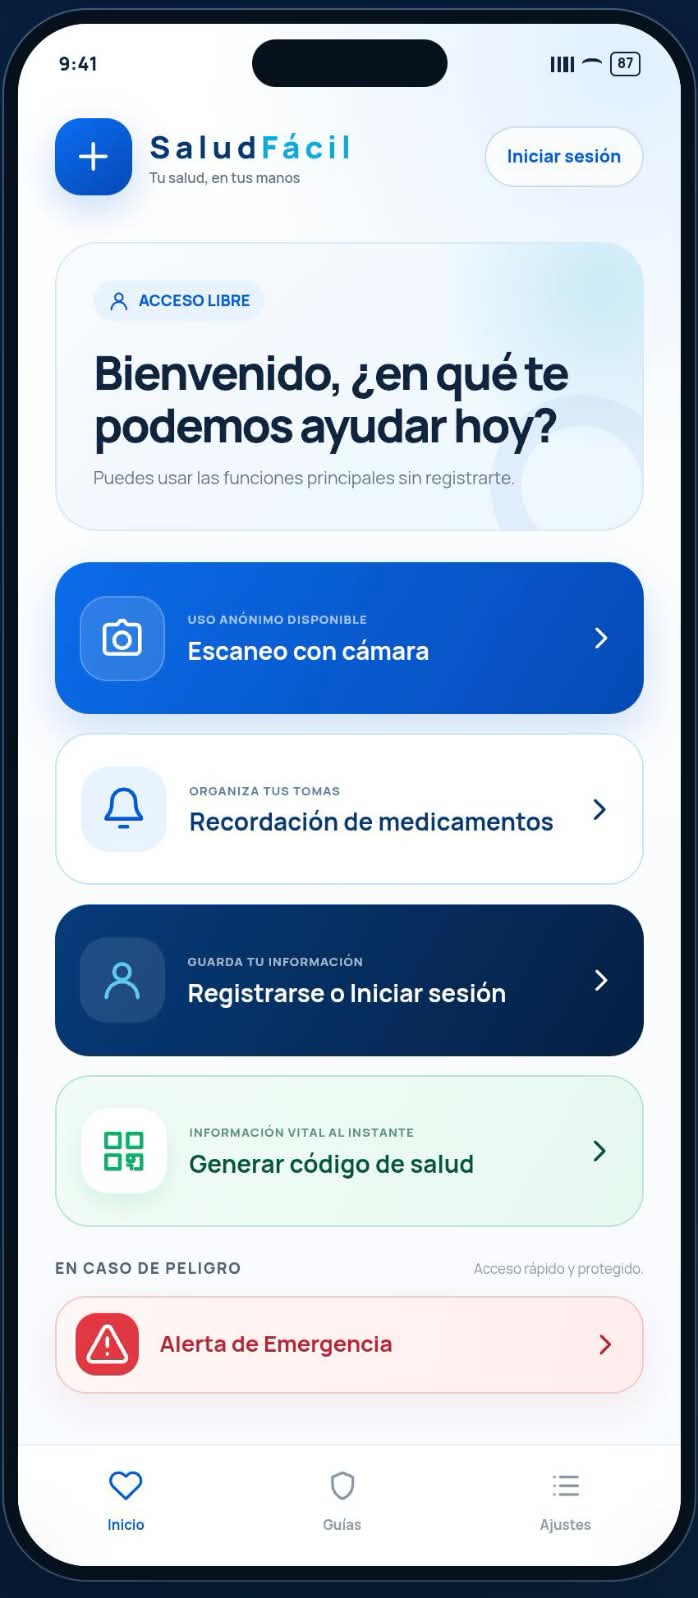 9:41
87
SaludFácil
Tu salud, en tus manos
Iniciar sesión
ACCESO LIBRE
Bienvenido, ¿en qué te
podemos ayudar hoy?
Puedes usar las funciones principales sin registrarte.
USO ANÓNIMO DISPONIBLE
Escaneo con cámara
ORGANIZA TUS TOMAS
Recordación de medicamentos
GUARDA TU INFORMACIÓN
Registrarse o Iniciar sesión
INFORMACIÓN VITAL AL INSTANTE
Generar código de salud
EN CASO DE PELIGRO
Acceso rápido y protegido.
Alerta de Emergencia
Inicio
Guías
Ajustes